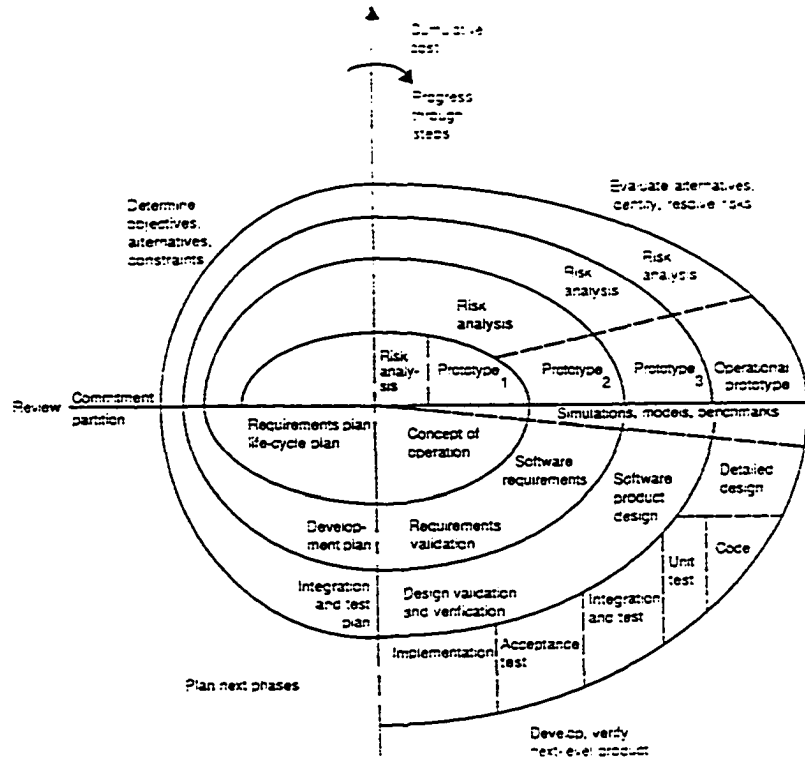 Cumulative
cost
Progress
through
steps
Determine
objectives,
alternatives,
constraints
Evaluate alternatives,
identify, resolve risks
Risk
analysis
Risk
analysis
Risk
analysis
Risk
analy-
sis
Prototype 1
Prototype 2
Prototype 3
Operational
prototype
Review
Commitment
partition
Simulations, models, benchmarks
Requirements plan
life-cycle plan
Concept of
operation
Software
requirements
Software
product
design
Detailed
design
Develop-
ment plan
Requirements
validation
Code
Unit
test
Integration
and test
plan
Design validation
and verification
Integration
and test
Acceptance
test
Implementation
Plan next phases
Develop, verify
next-level product